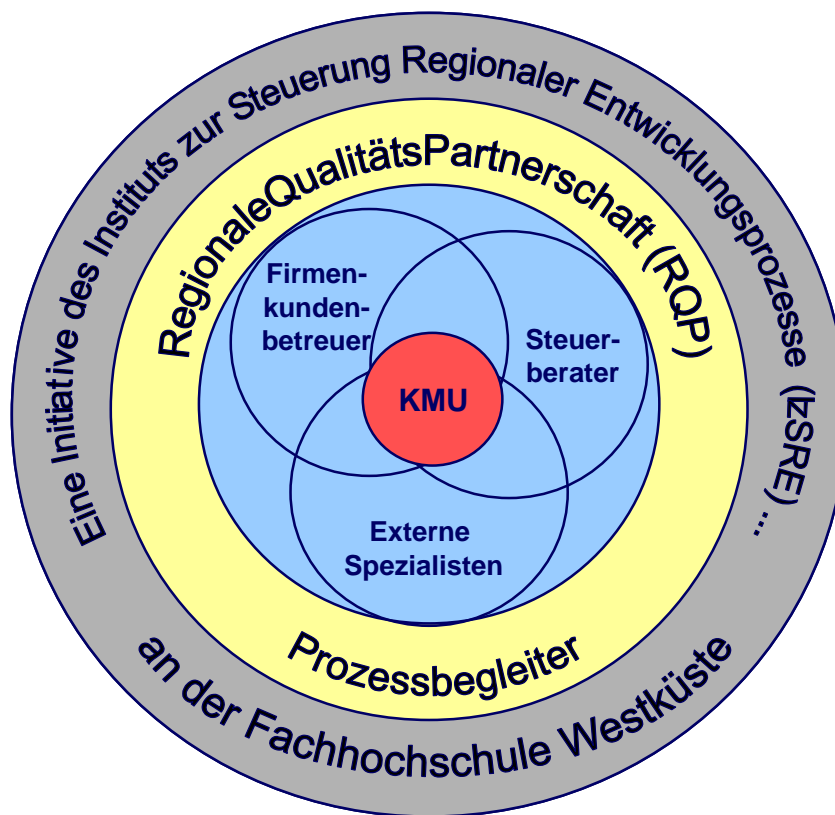 Eine Initiative des Instituts zur Steuerung Regionaler Entwicklungsprozesse (IzSRE)...
RegionaleQualitätsPartnerschaft (RQP)
Firmen-
kunden-
betreuer
Steuer-
berater
KMU
Externe
Spezialisten
Prozessbegleiter
an der Fachhochschule Westküste